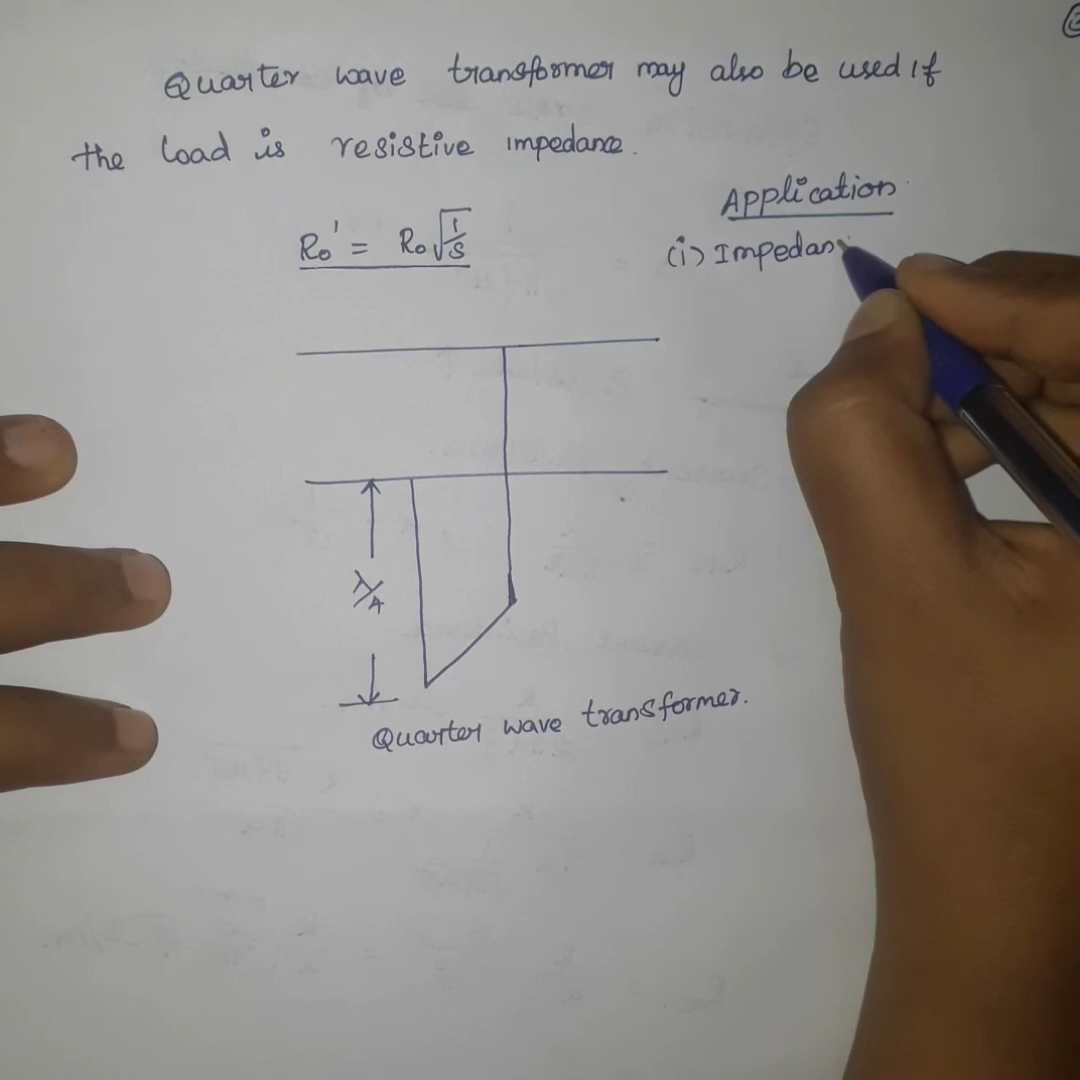 Quarter wave transformer may also be used if
the load is resistive impedance.
Application
Ro' = Ro√1/S
(i) Impedan
λ/4
Quarter wave transformer.